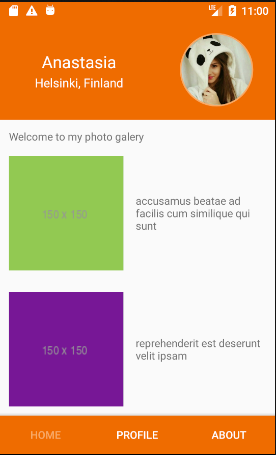 LTE 11:00
Anastasia
Helsinki, Finland
Welcome to my photo galery
150 x 150
accusamus beatae ad
facilis cum similique qui
sunt
150 x 150
reprehenderit est deserunt
velit ipsam
HOME PROFILE ABOUT